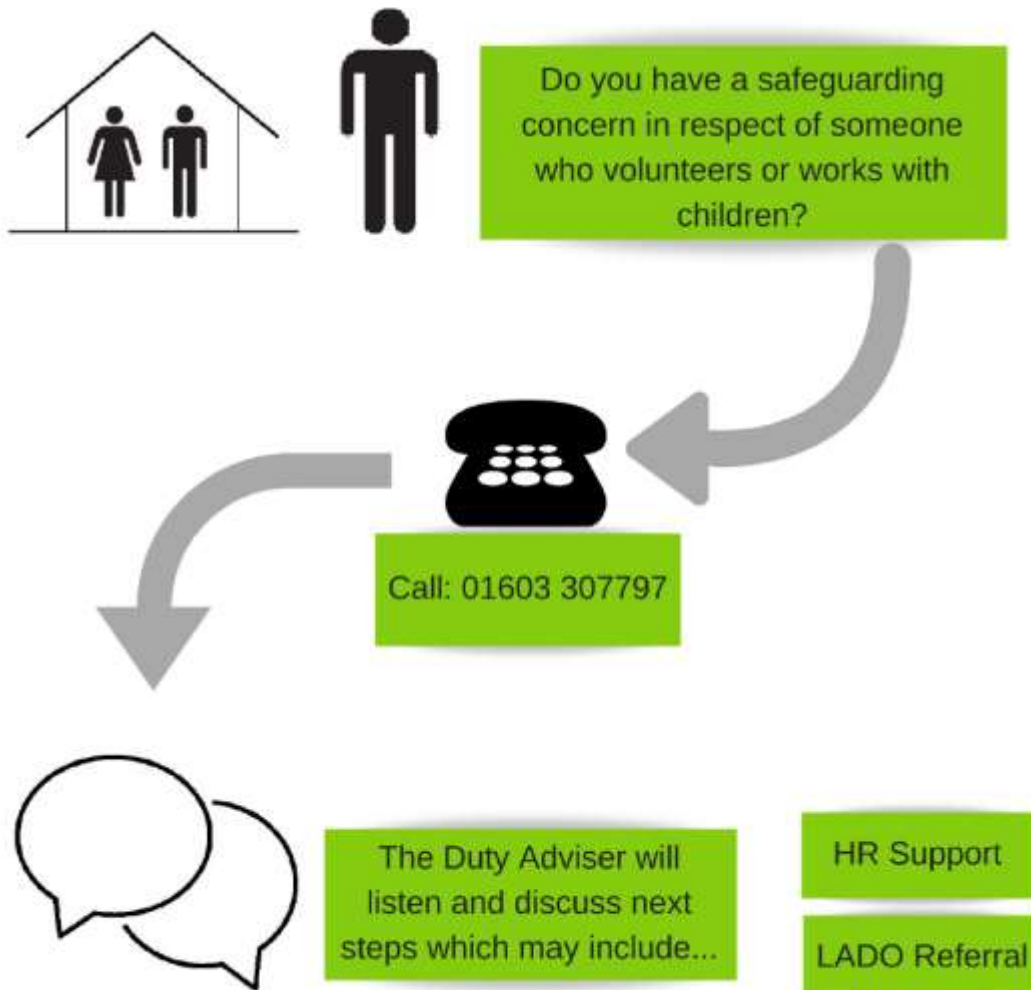 Do you have a safeguarding
concern in respect of someone
who volunteers or works with
children?
Call: 01603 307797
The Duty Adviser will
listen and discuss next
steps which may include...
HR Support
LADO Referral